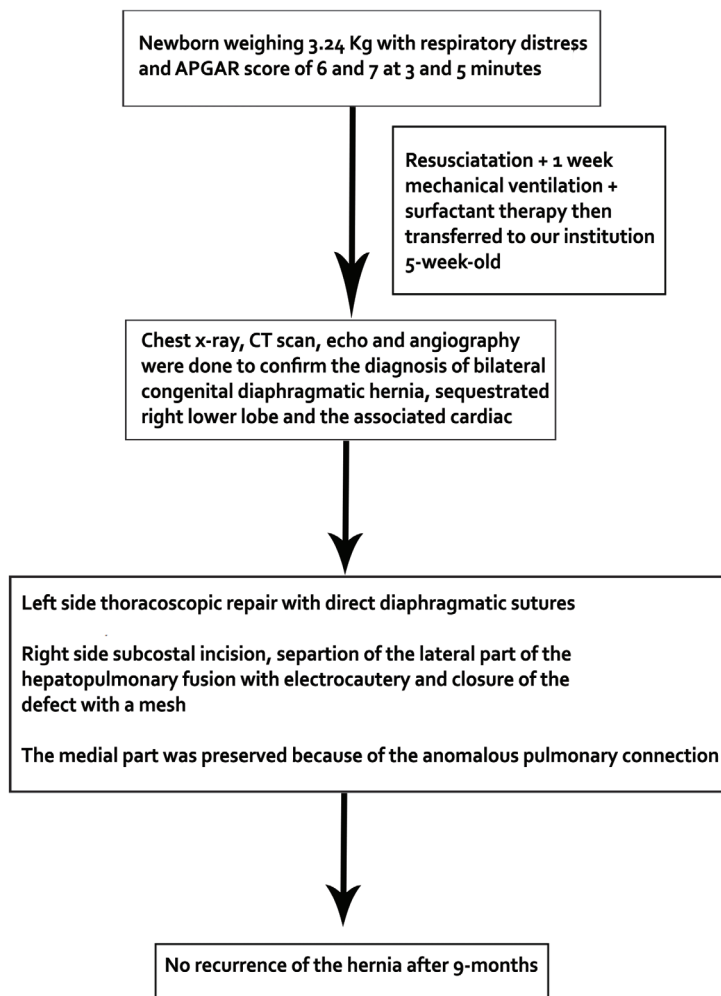 Newborn weighing 3.24 Kg with respiratory distress
and APGAR score of 6 and 7 at 3 and 5 minutes
Resusciatation + 1 week
mechanical ventilation +
surfactant therapy then
transferred to our institution
5-week-old
Chest x-ray, CT scan, echo and angiography
were done to confirm the diagnosis of bilateral
congenital diaphragmatic hernia, sequestrated
right lower lobe and the associated cardiac
Left side thoracoscopic repair with direct diaphragmatic sutures
Right side subcostal incision, separtion of the lateral part of the
hepatopulmonary fusion with electrocautery and closure of the
defect with a mesh
The medial part was preserved because of the anomalous pulmonary connection
No recurrence of the hernia after 9-months